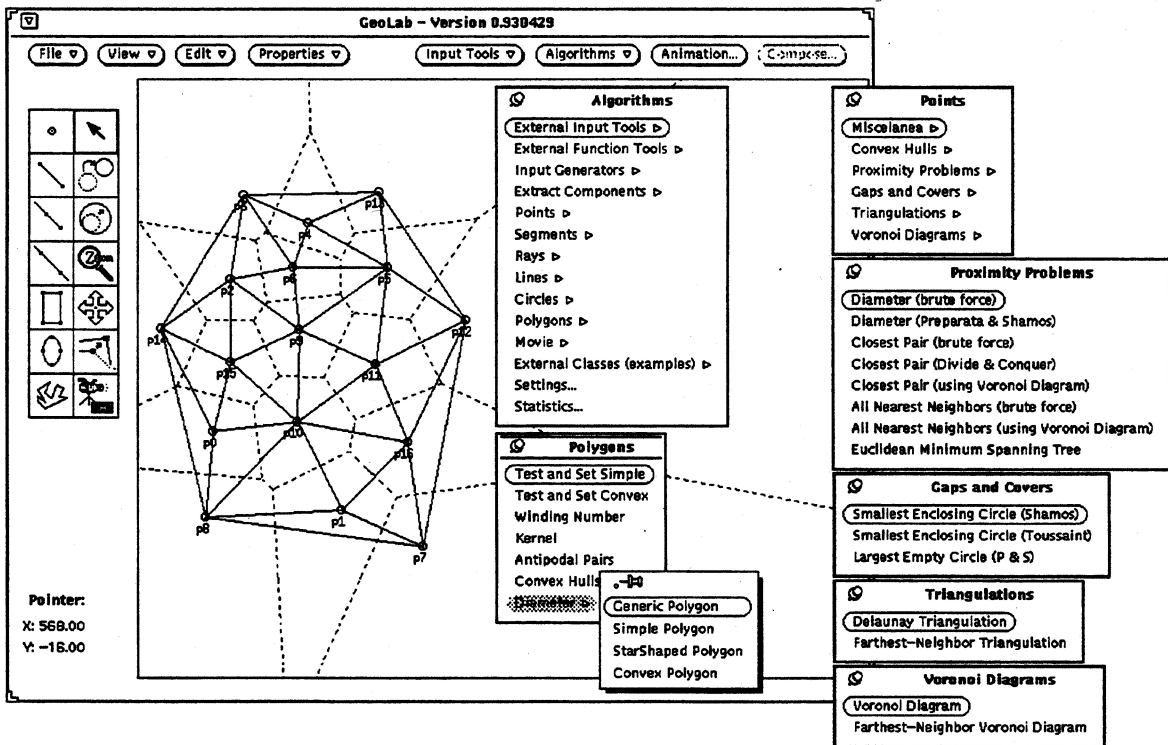 GeoLab - Version 0.930429
File View Edit Properties Input Tools Algorithms Animation... Compose...
Zoom
p13
p4
p6
p5
p2
p14
p9
p12
p15
p11
p0
p10
p16
p8
p1
p7
Pointer:
X: 568.00
Y: -16.00
Algorithms
External Input Tools
External Function Tools
Input Generators
Extract Components
Points
Segments
Rays
Lines
Circles
Polygons
Movie
External Classes (examples)
Settings...
Statistics...
Polygons
Test and Set Simple
Test and Set Convex
Winding Number
Kernel
Antipodal Pairs
Convex Hulls
Diameter
Generic Polygon
Simple Polygon
StarShaped Polygon
Convex Polygon
Points
Miscelanea
Convex Hulls
Proximity Problems
Gaps and Covers
Triangulations
Voronoi Diagrams
Proximity Problems
Diameter (brute force)
Diameter (Preparata & Shamos)
Closest Pair (brute force)
Closest Pair (Divide & Conquer)
Closest Pair (using Voronoi Diagram)
All Nearest Neighbors (brute force)
All Nearest Neighbors (using Voronoi Diagram)
Euclidean Minimum Spanning Tree
Gaps and Covers
Smallest Enclosing Circle (Shamos)
Smallest Enclosing Circle (Toussaint)
Largest Empty Circle (P & S)
Triangulations
Delaunay Triangulation
Farthest-Neighbor Triangulation
Voronoi Diagrams
Voronoi Diagram
Farthest-Neighbor Voronoi Diagram